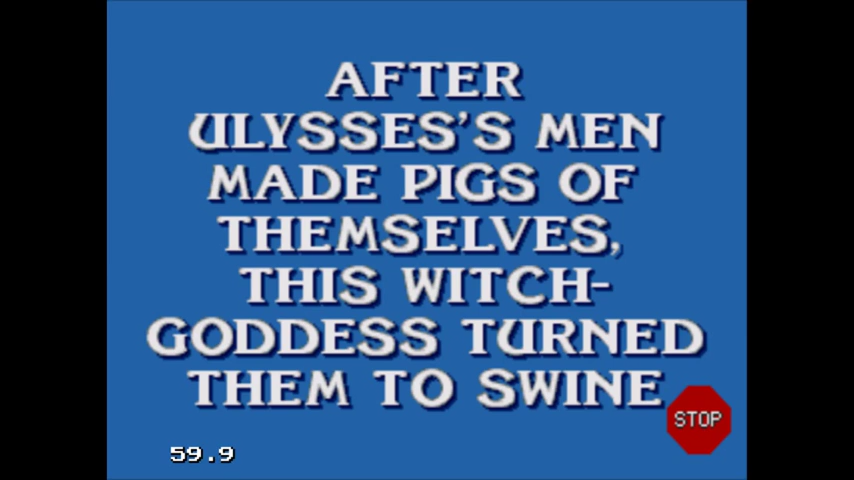 AFTER
ULYSSES'S MEN
MADE PIGS OF
THEMSELVES,
THIS WITCH-
GODDESS TURNED
THEM TO SWINE
STOP
59.9